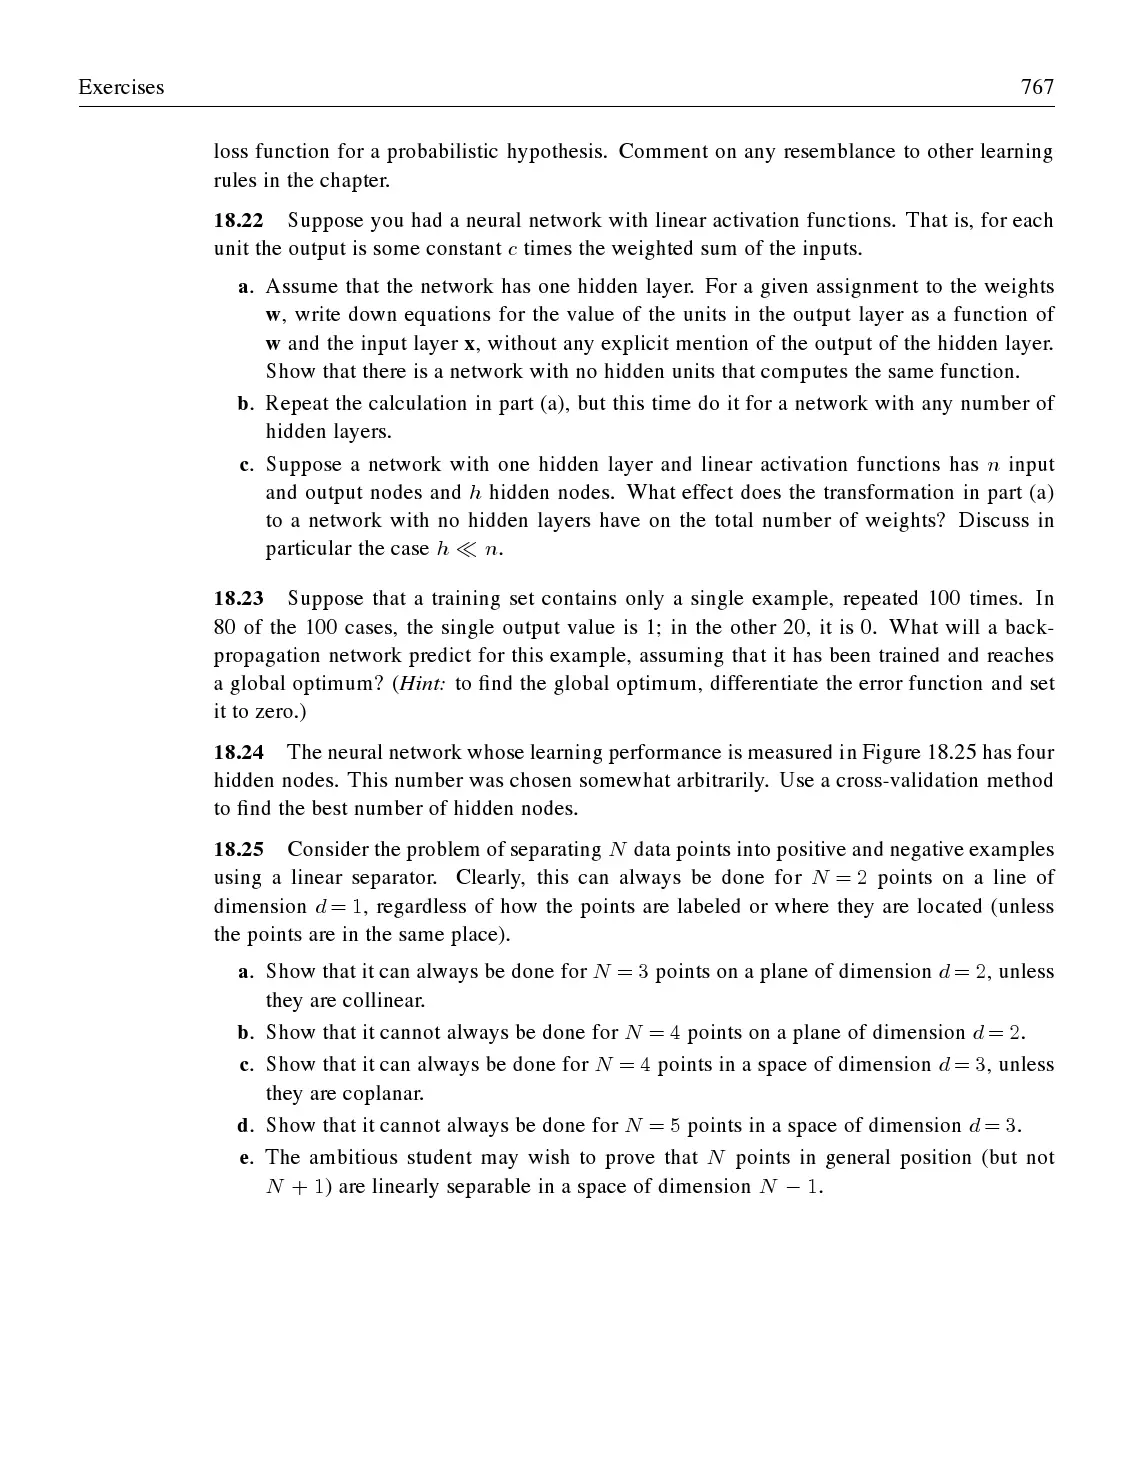 Exercises 767
loss function for a probabilistic hypothesis. Comment on any resemblance to other learning
rules in the chapter.
18.22 Suppose you had a neural network with linear activation functions. That is, for each
unit the output is some constant c times the weighted sum of the inputs.
a. Assume that the network has one hidden layer. For a given assignment to the weights
w, write down equations for the value of the units in the output layer as a function of
w and the input layer x, without any explicit mention of the output of the hidden layer.
Show that there is a network with no hidden units that computes the same function.
b. Repeat the calculation in part (a), but this time do it for a network with any number of
hidden layers.
c. Suppose a network with one hidden layer and linear activation functions has n input
and output nodes and h hidden nodes. What effect does the transformation in part (a)
to a network with no hidden layers have on the total number of weights? Discuss in
particular the case h ≪ n.
18.23 Suppose that a training set contains only a single example, repeated 100 times. In
80 of the 100 cases, the single output value is 1; in the other 20, it is 0. What will a back-
propagation network predict for this example, assuming that it has been trained and reaches
a global optimum? (Hint: to find the global optimum, differentiate the error function and set
it to zero.)
18.24 The neural network whose learning performance is measured in Figure 18.25 has four
hidden nodes. This number was chosen somewhat arbitrarily. Use a cross-validation method
to find the best number of hidden nodes.
18.25 Consider the problem of separating N data points into positive and negative examples
using a linear separator. Clearly, this can always be done for N = 2 points on a line of
dimension d = 1, regardless of how the points are labeled or where they are located (unless
the points are in the same place).
a. Show that it can always be done for N = 3 points on a plane of dimension d = 2, unless
they are collinear.
b. Show that it cannot always be done for N = 4 points on a plane of dimension d = 2.
c. Show that it can always be done for N = 4 points in a space of dimension d = 3, unless
they are coplanar.
d. Show that it cannot always be done for N = 5 points in a space of dimension d = 3.
e. The ambitious student may wish to prove that N points in general position (but not
N + 1) are linearly separable in a space of dimension N − 1.